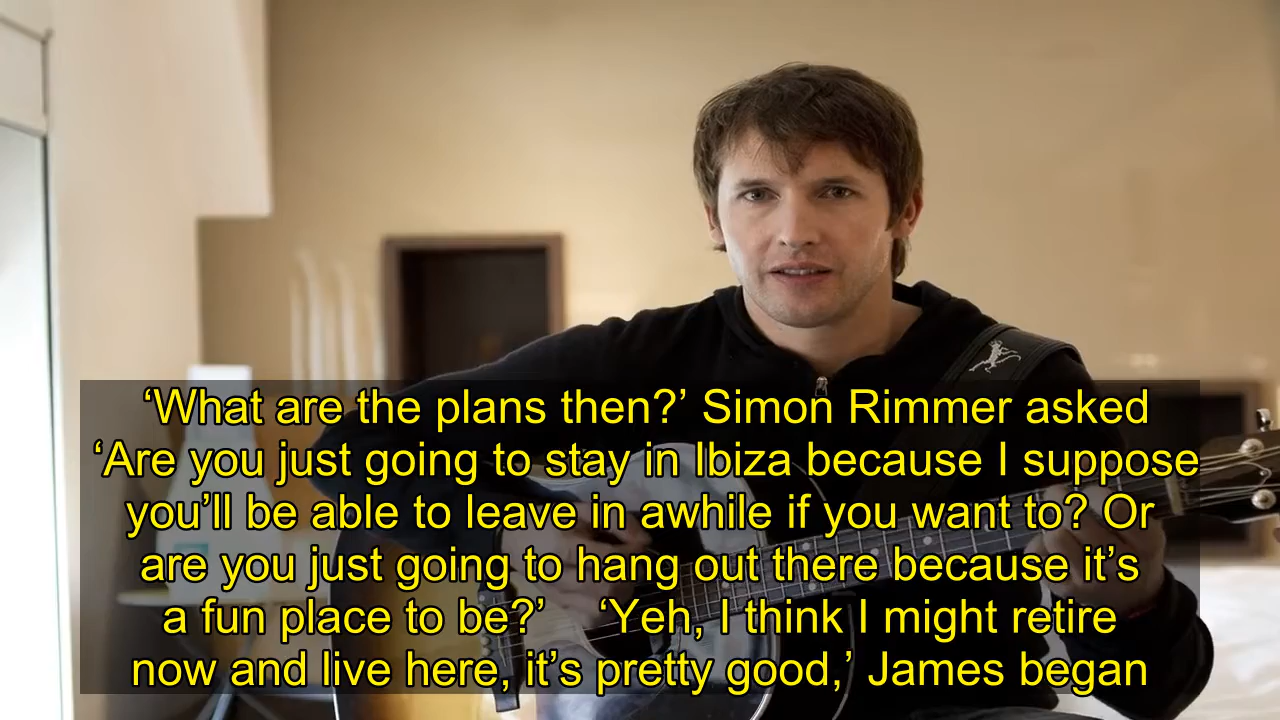 ‘What are the plans then?’ Simon Rimmer asked
‘Are you just going to stay in Ibiza because I suppose
you’ll be able to leave in awhile if you want to? Or
are you just going to hang out there because it’s
a fun place to be?’ ‘Yeh, I think I might retire
now and live here, it’s pretty good,’ James began